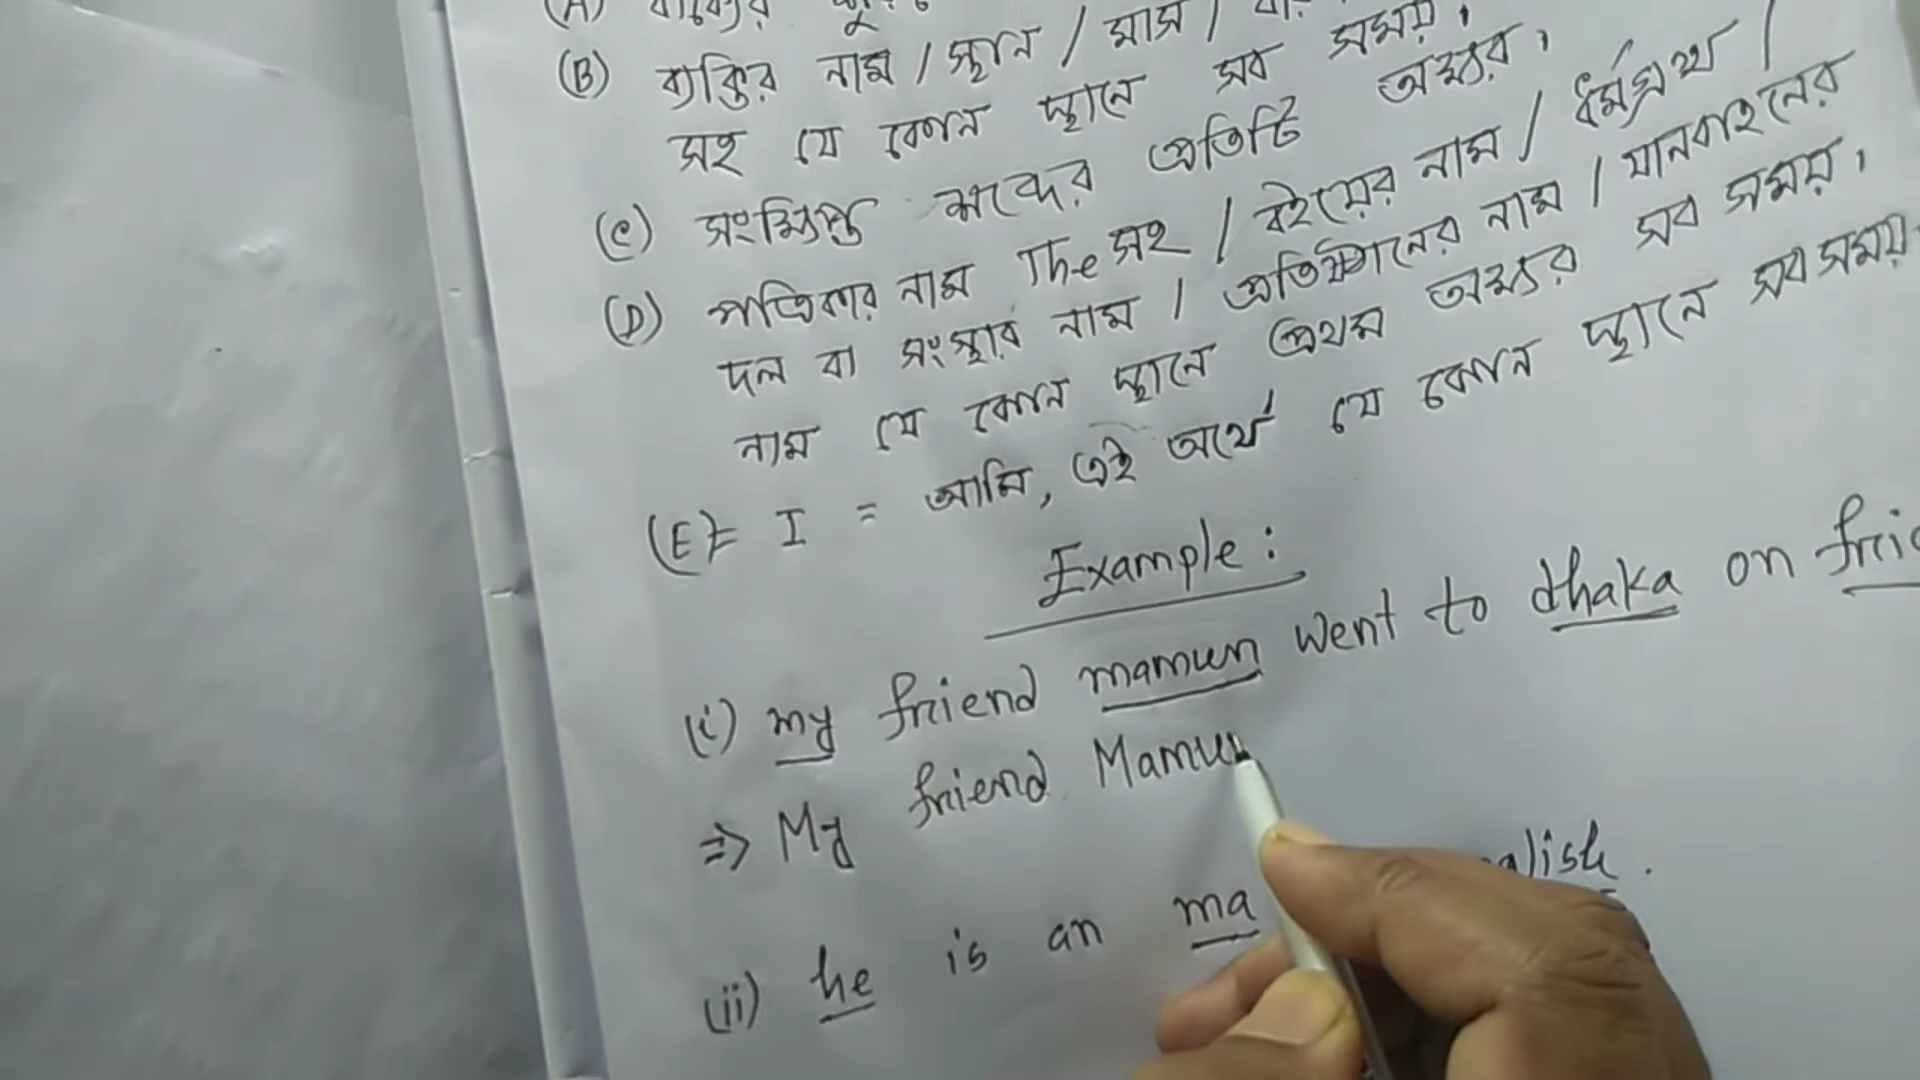 (A) বাক্যের
(B) ব্যক্তির নাম / স্থান / মাস /
সহ যে কোন স্থানে সব সময়।
(C) সংক্ষিপ্ত শব্দের প্রতিটি অক্ষর।
(D) পত্রিকার নাম The সহ / বইয়ের নাম / ধর্মগ্রন্থ /
দল বা সংস্থার নাম / প্রতিষ্ঠানের নাম / যানবাহনের
নাম যে কোন স্থানে প্রথম অক্ষর সব সময়।
(E) = I = আমি, এই অর্থে যে কোন স্থানে সব সময়
Example:
(i) my friend mamun went to dhaka on
⇒ My friend Mamun
(ii) he is an ma